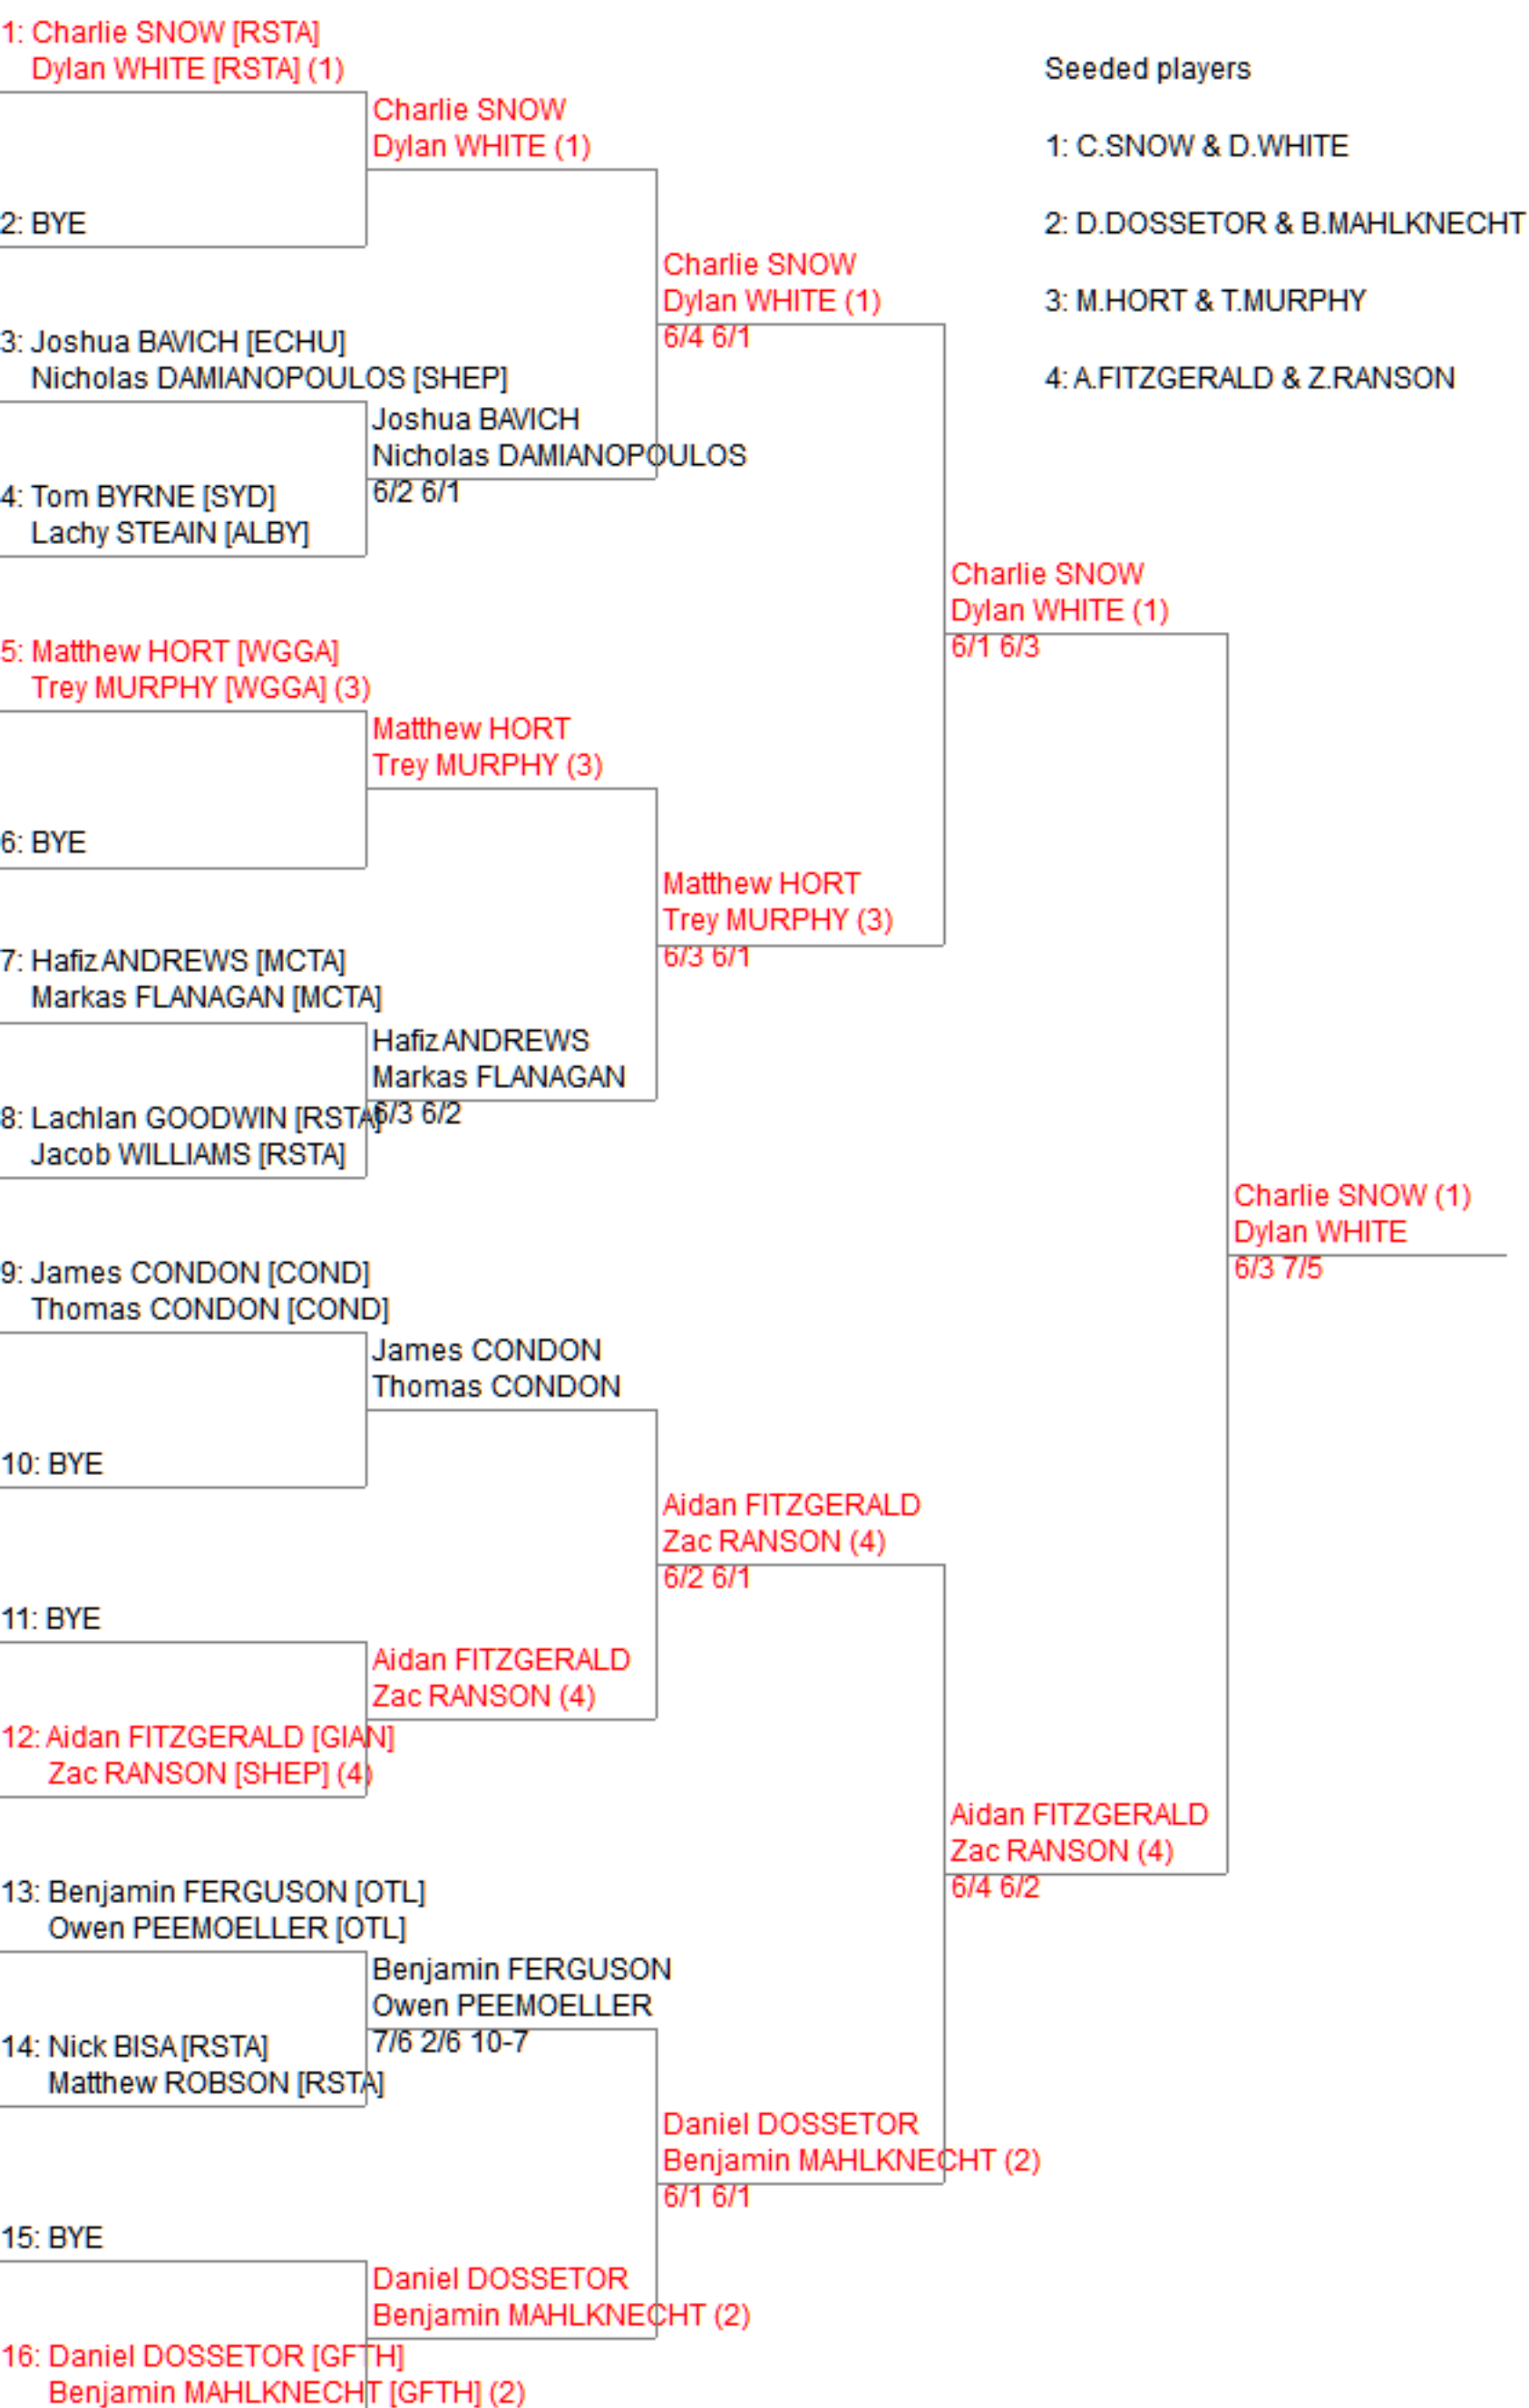 1: Charlie SNOW [RSTA]
Dylan WHITE [RSTA] (1)
Seeded players
Charlie SNOW
Dylan WHITE (1)
1: C.SNOW & D.WHITE
2: BYE
2: D.DOSSETOR & B.MAHLKNECHT
Charlie SNOW
Dylan WHITE (1)
6/4 6/1
3: M.HORT & T.MURPHY
3: Joshua BAVICH [ECHU]
Nicholas DAMIANOPOULOS [SHEP]
4: A.FITZGERALD & Z.RANSON
Joshua BAVICH
Nicholas DAMIANOPOULOS
6/2 6/1
4: Tom BYRNE [SYD]
Lachy STEAIN [ALBY]
Charlie SNOW
Dylan WHITE (1)
6/1 6/3
5: Matthew HORT [WGGA]
Trey MURPHY [WGGA] (3)
Matthew HORT
Trey MURPHY (3)
6: BYE
Matthew HORT
Trey MURPHY (3)
6/3 6/1
7: Hafiz ANDREWS [MCTA]
Markas FLANAGAN [MCTA]
Hafiz ANDREWS
Markas FLANAGAN
6/3 6/2
8: Lachlan GOODWIN [RSTA]
Jacob WILLIAMS [RSTA]
Charlie SNOW (1)
Dylan WHITE
6/3 7/5
9: James CONDON [COND]
Thomas CONDON [COND]
James CONDON
Thomas CONDON
10: BYE
Aidan FITZGERALD
Zac RANSON (4)
6/2 6/1
11: BYE
Aidan FITZGERALD
Zac RANSON (4)
12: Aidan FITZGERALD [GIAN]
Zac RANSON [SHEP] (4)
Aidan FITZGERALD
Zac RANSON (4)
6/4 6/2
13: Benjamin FERGUSON [OTL]
Owen PEEMOELLER [OTL]
Benjamin FERGUSON
Owen PEEMOELLER
7/6 2/6 10-7
14: Nick BISA [RSTA]
Matthew ROBSON [RSTA]
Daniel DOSSETOR
Benjamin MAHLKNECHT (2)
6/1 6/1
15: BYE
Daniel DOSSETOR
Benjamin MAHLKNECHT (2)
16: Daniel DOSSETOR [GFTH]
Benjamin MAHLKNECHT [GFTH] (2)